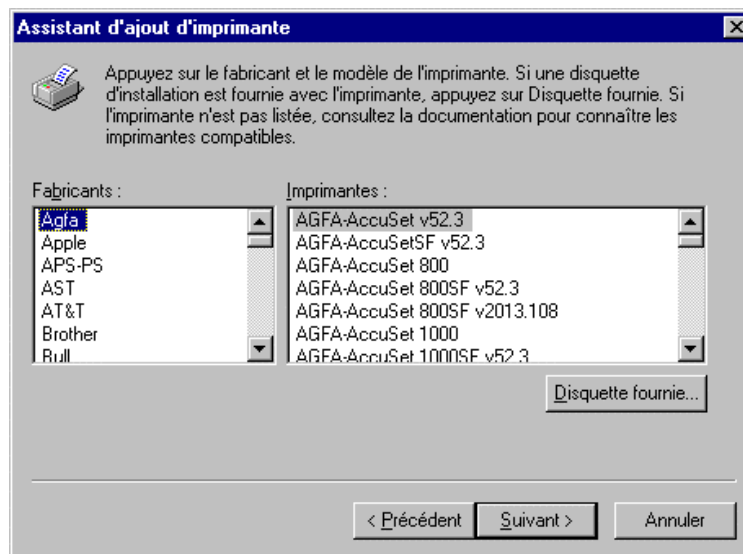 Assistant d'ajout d'imprimante
Appuyez sur le fabricant et le modèle de l'imprimante. Si une disquette
d'installation est fournie avec l'imprimante, appuyez sur Disquette fournie. Si
l'imprimante n'est pas listée, consultez la documentation pour connaître les
imprimantes compatibles.
Fabricants :
Agfa
Apple
APS-PS
AST
AT&T
Brother
Bull
Imprimantes :
AGFA-AccuSet v52.3
AGFA-AccuSetSF v52.3
AGFA-AccuSet 800
AGFA-AccuSet 800SF v52.3
AGFA-AccuSet 800SF v2013.108
AGFA-AccuSet 1000
AGFA-AccuSet 1000SF v52.3
Disquette fournie...
< Précédent
Suivant >
Annuler